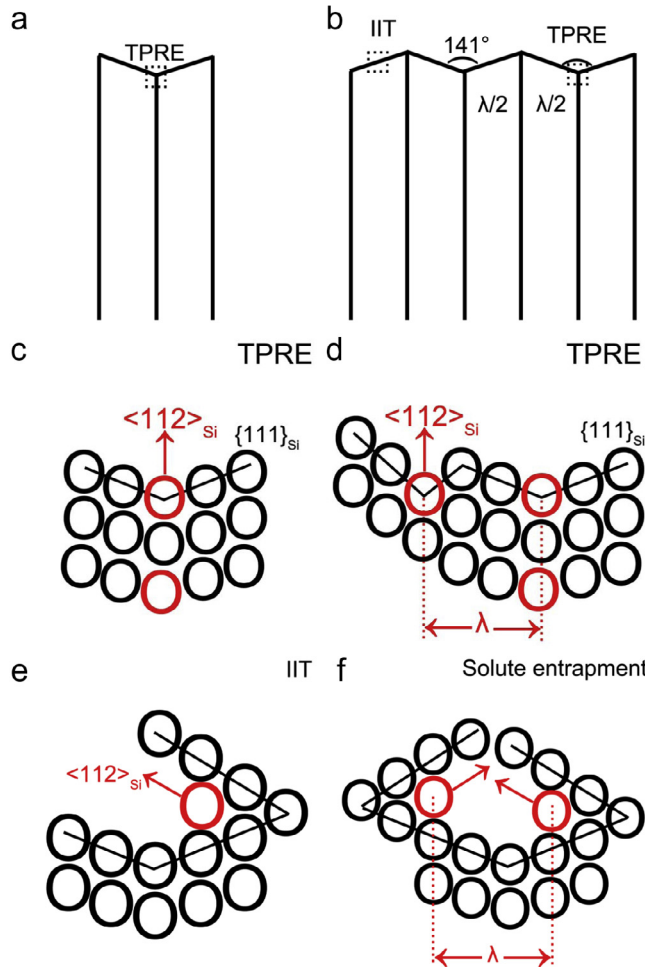 a
TPRE
b
IIT
141°
TPRE
λ/2
λ/2
c
TPRE
<112>Si
{111}Si
d
TPRE
<112>Si
{111}Si
λ
e
IIT
<112>Si
f
Solute entrapment
λ